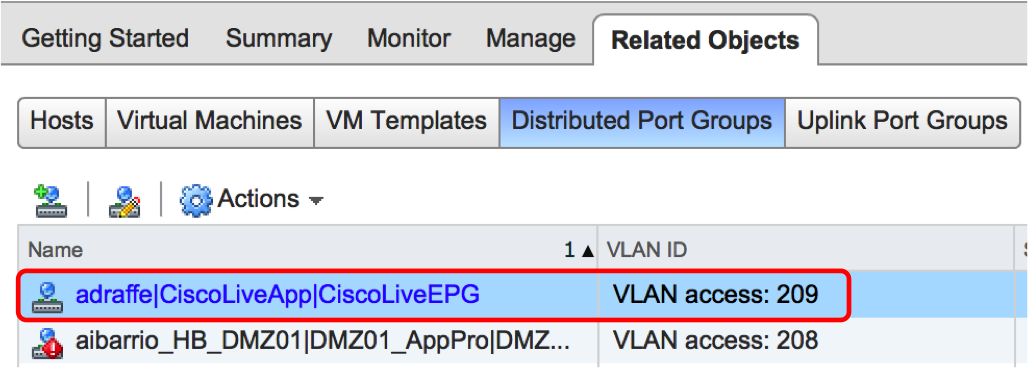 Getting Started Summary Monitor Manage Related Objects
Hosts Virtual Machines VM Templates Distributed Port Groups Uplink Port Groups
Actions
Name 1 VLAN ID
adraffe|CiscoLiveApp|CiscoLiveEPG VLAN access: 209
aibarrio_HB_DMZ01|DMZ01_AppPro|DMZ... VLAN access: 208